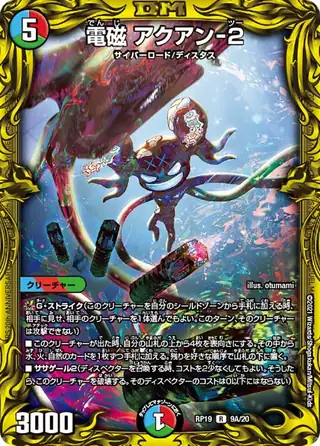 DM
5
でんじ ツー
電磁 アクアン-2
サイバーロード/ディスタス
クリーチャー
illus. otumami
G・ストライク(このクリーチャーを自分のシールドゾーンから手札に加える時、
相手に見せ、相手のクリーチャーを1体選んでもよい。このターン、そのクリーチャー
は攻撃できない)
■このクリーチャーが出た時、自分の山札の上から4枚を表向きにする。その中から
水、火、自然のカードを1枚ずつ手札に加え、残りを好きな順序で山札の下に置く。
■ササゲール2(ディスペクターを召喚する時、コストを2少なくしてもよい。そうした
ら、このクリーチャーを破壊する。そのディスペクターのコストは0以下にはならない)
3000
1
RP19 R 9A/20